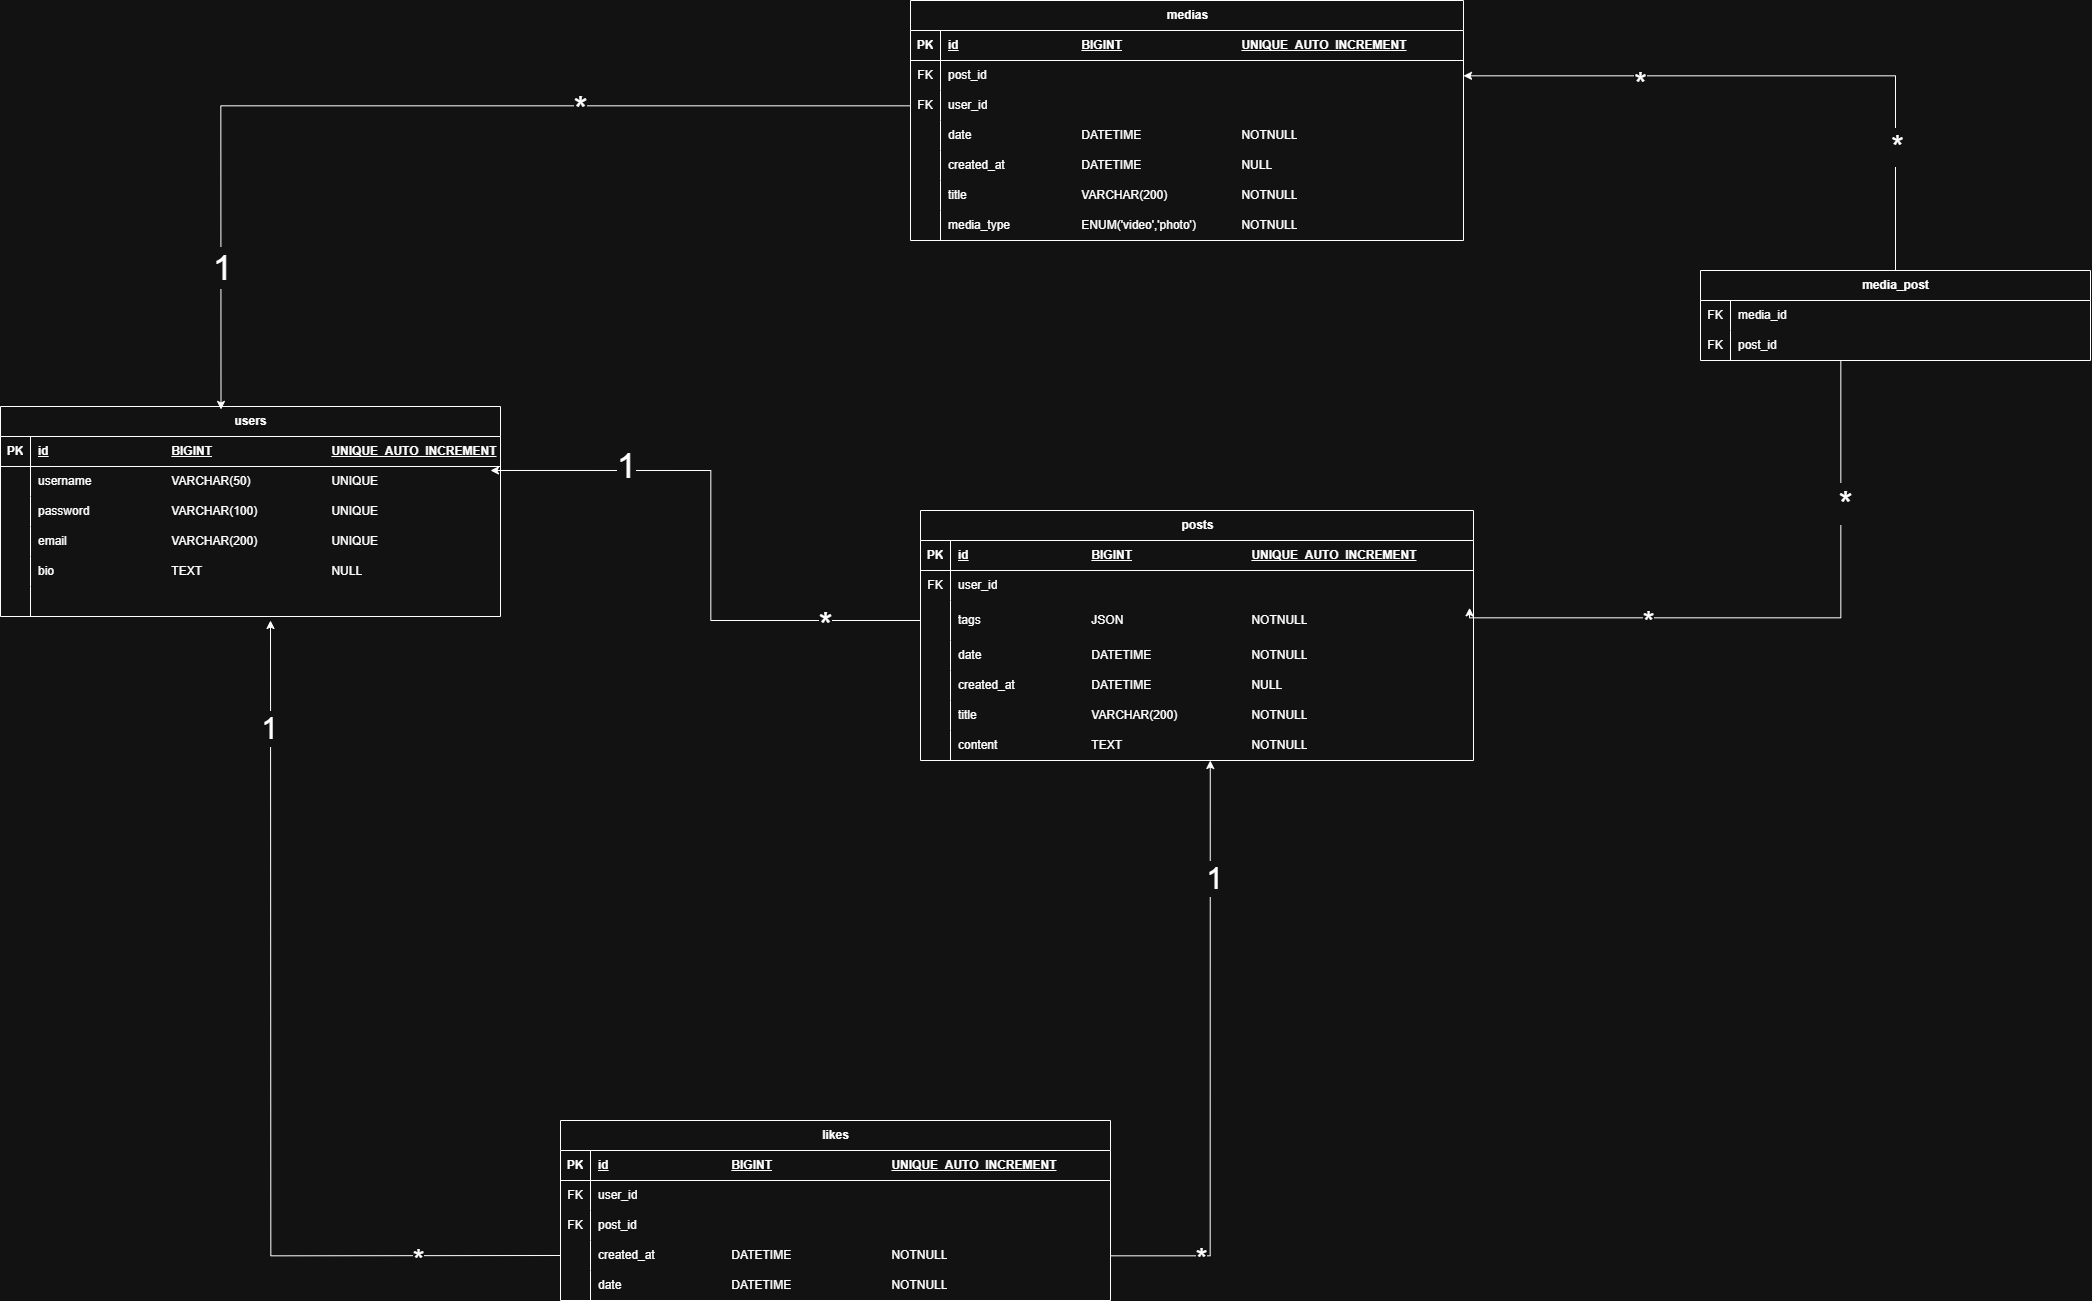 medias
PK id BIGINT UNIQUE_AUTO_INCREMENT
FK post_id
FK user_id
date DATETIME NOTNULL
created_at DATETIME NULL
title VARCHAR(200) NOTNULL
media_type ENUM('video','photo') NOTNULL
*
*
*
1
media_post
FK media_id
FK post_id
users
PK id BIGINT UNIQUE_AUTO_INCREMENT
username VARCHAR(50) UNIQUE
password VARCHAR(100) UNIQUE
email VARCHAR(200) UNIQUE
bio TEXT NULL
1
*
*
*
posts
PK id BIGINT UNIQUE_AUTO_INCREMENT
FK user_id
tags JSON NOTNULL
date DATETIME NOTNULL
created_at DATETIME NULL
title VARCHAR(200) NOTNULL
content TEXT NOTNULL
1
1
likes
PK id BIGINT UNIQUE_AUTO_INCREMENT
FK user_id
FK post_id
created_at DATETIME NOTNULL
date DATETIME NOTNULL
*
*